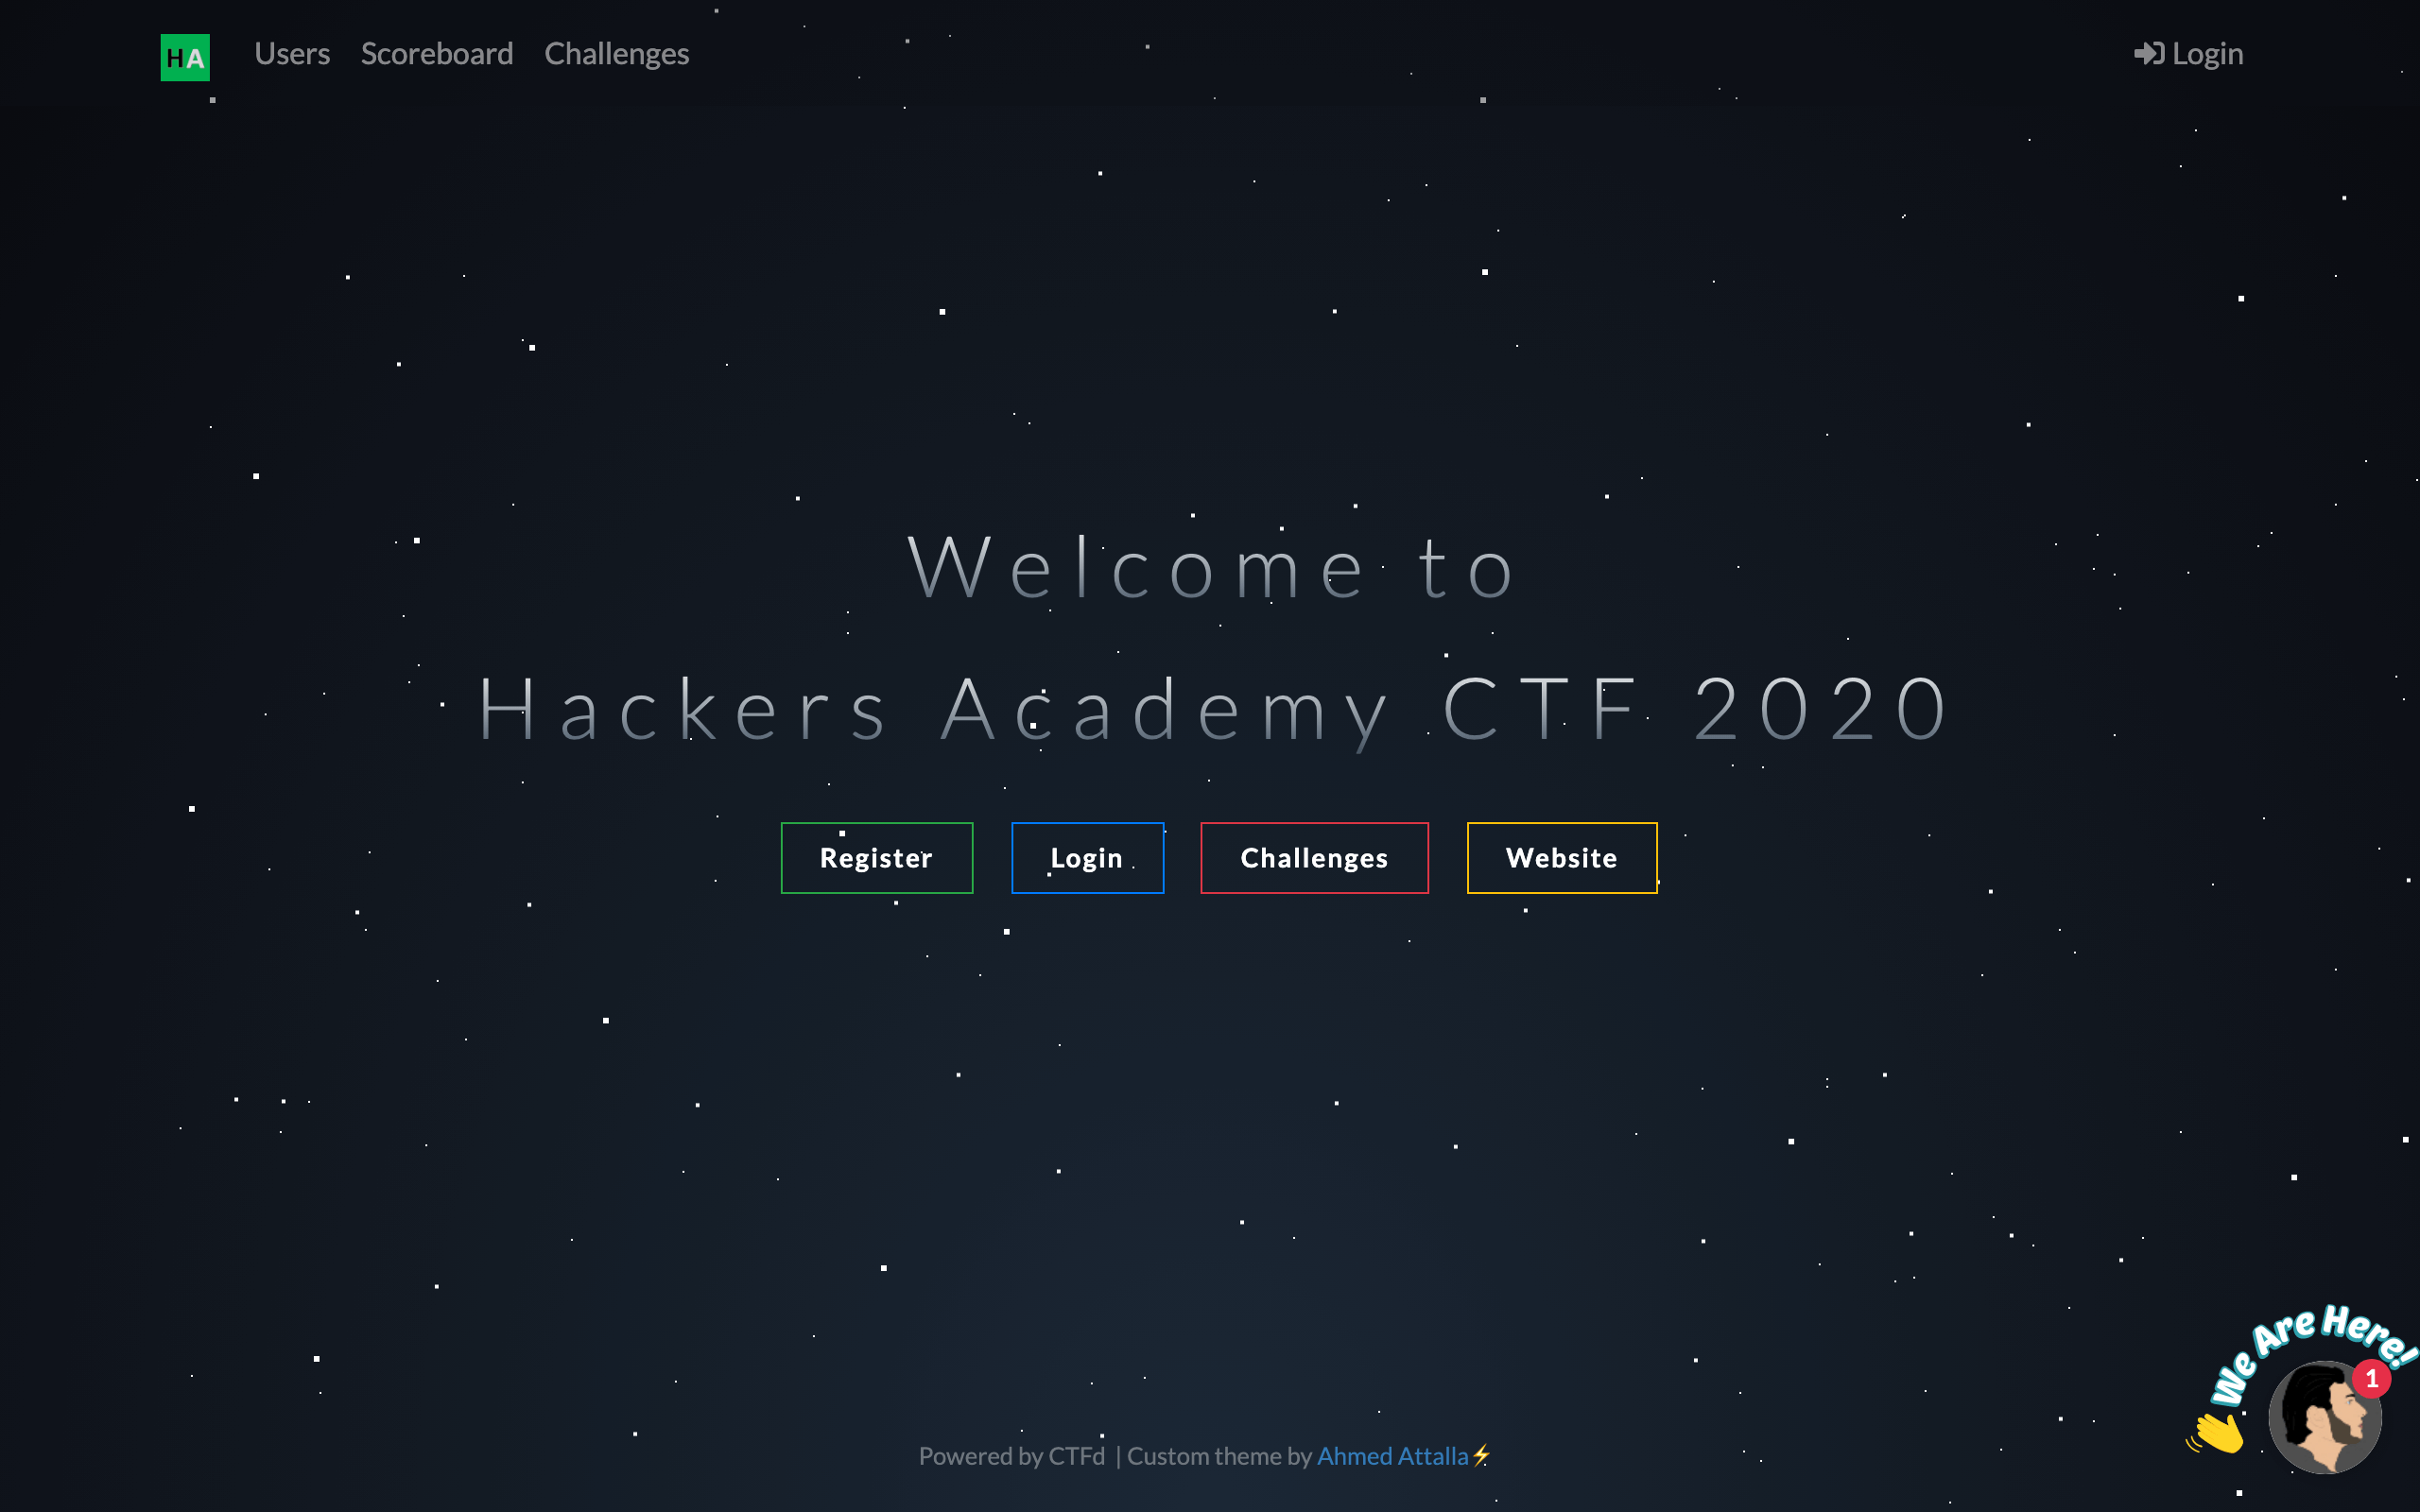 HA Users Scoreboard Challenges Login
Welcome to
Hackers Academy CTF 2020
Register Login Challenges Website
We Are Here!
1
Powered by CTFd | Custom theme by Ahmed Attalla⚡